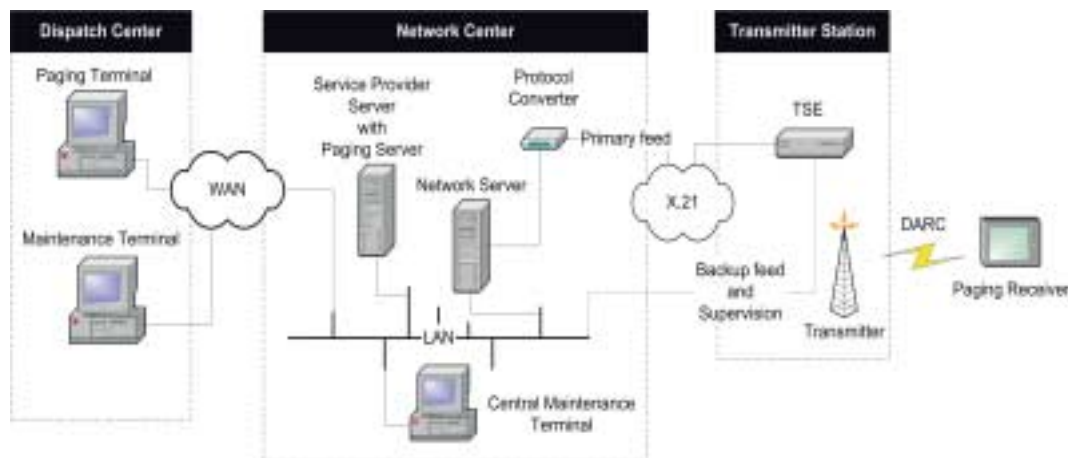 Dispatch Center
Network Center
Transmitter Station
Paging Terminal
Service Provider
Server
with
Paging Server
Protocol
Converter
TSE
Primary feed
WAN
Network Server
X.21
Maintenance Terminal
DARC
Backup feed
and
Supervision
Paging Receiver
LAN
Transmitter
Central Maintenance
Terminal